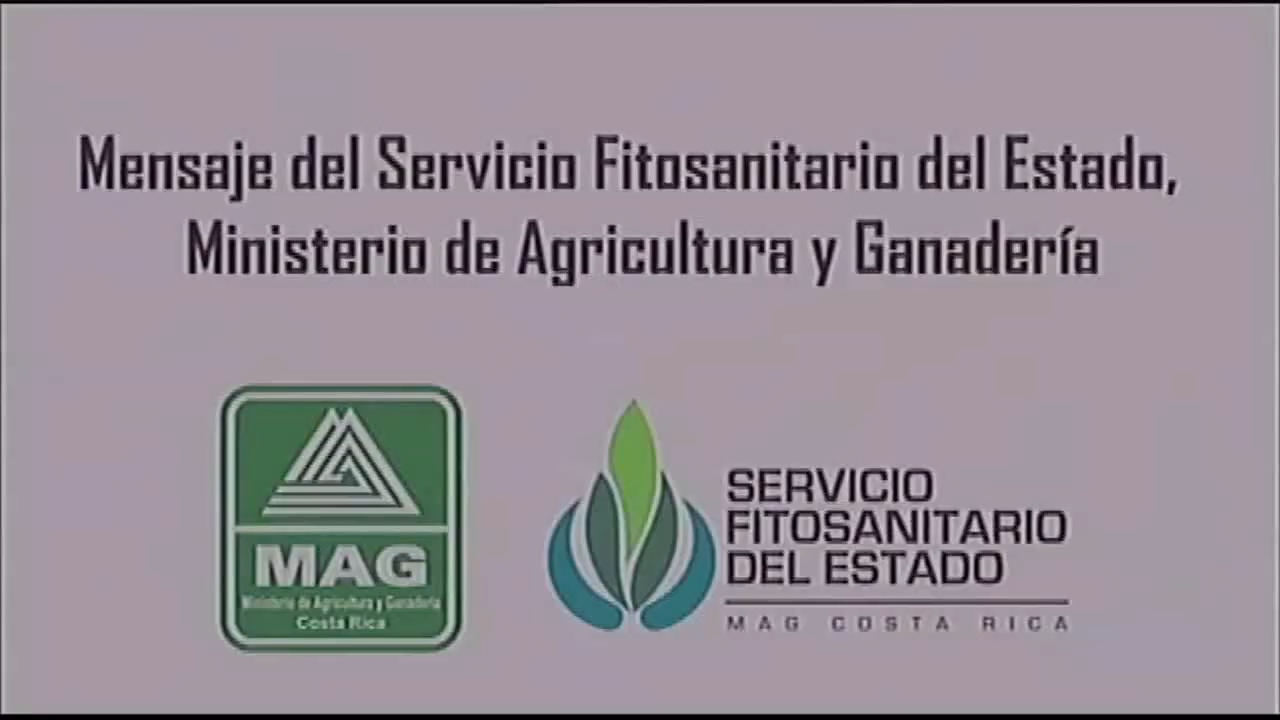 Mensaje del Servicio Fitosanitario del Estado,
Ministerio de Agricultura y Ganadería
MAG
Ministerio de Agricultura y Ganadería
Costa Rica
SERVICIO
FITOSANITARIO
DEL ESTADO
MAG COSTA RICA